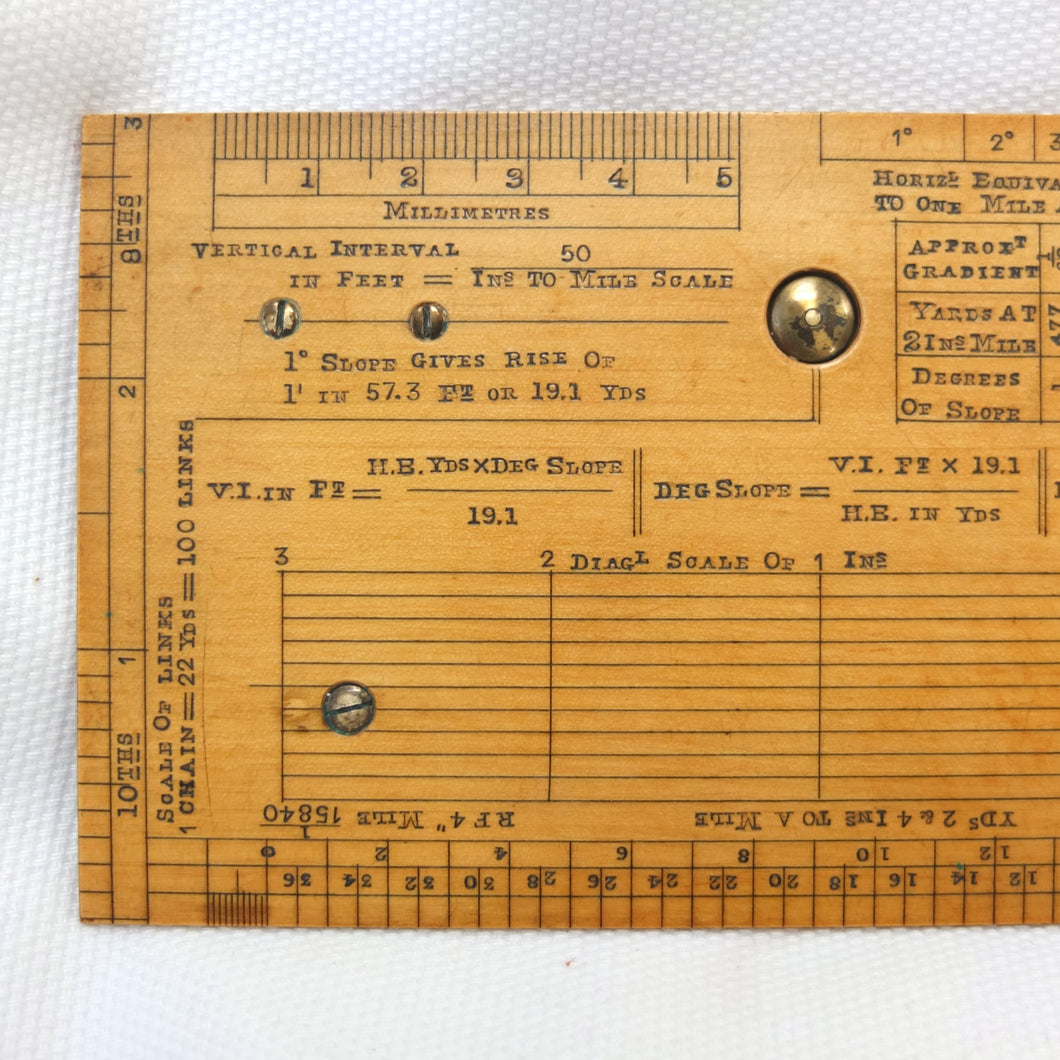 1 2 3 4 5
MILLIMETRES
1° 2° 3
HORIZL EQUIVA
TO ONE MILE
VERTICAL INTERVAL
IN FEET = 50 / INS TO MILE SCALE
1° SLOPE GIVES RISE OF
1' IN 57.3 FT OR 19.1 YDS
APPROXT
GRADIENT
YARDS AT
2 INS MILE
477
DEGREES
OF SLOPE
V.I. IN FT = H.E. YDS X DEG SLOPE / 19.1
DEG SLOPE = V.I. FT X 19.1 / H.E. IN YDS
3 2 DIAGL SCALE OF 1 INS
3
8THS
2
1
10THS
SCALE OF LINKS
1 CHAIN = 22 YDS = 100 LINKS
YDS 2 & 4 INS TO A MILE
RF 4" MILE 1/15840
12 10 8 6 4 2 0
12 14 16 18 20 22 24 26 28 30 32 34 36